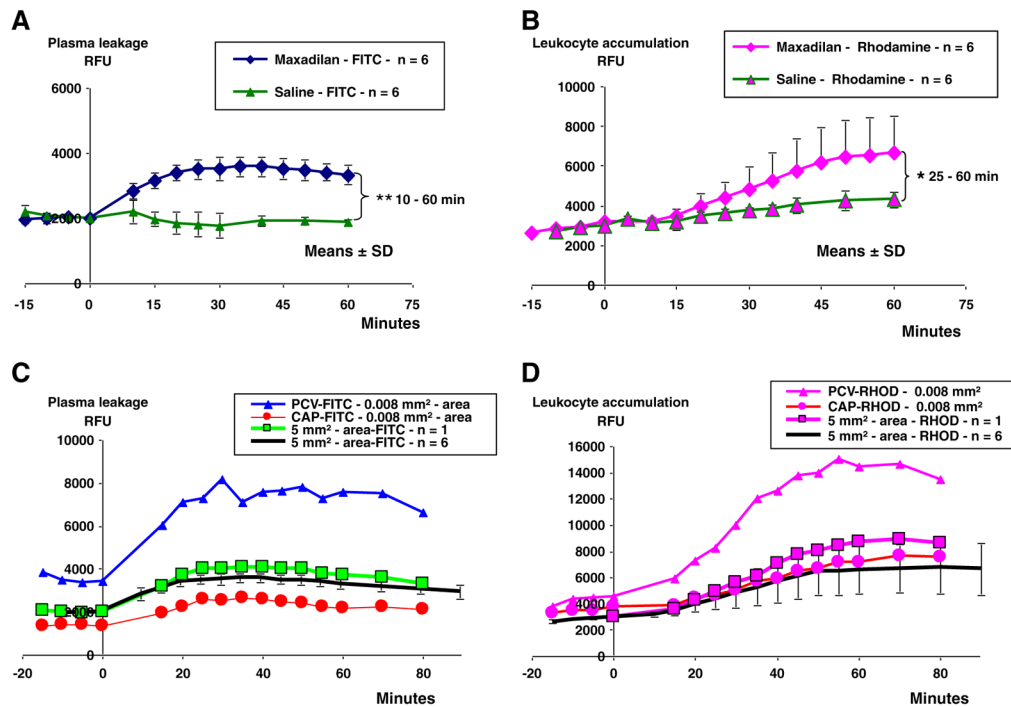 A
Plasma leakage
RFU
Maxadilan - FITC - n = 6
Saline - FITC - n = 6
6000
4000
2000
0
** 10 - 60 min
Means ± SD
-15 0 15 30 45 60 75
Minutes
B
Leukocyte accumulation
RFU
Maxadilan - Rhodamine - n = 6
Saline - Rhodamine - n = 6
10000
8000
6000
4000
2000
0
* 25 - 60 min
Means ± SD
-15 0 15 30 45 60 75
Minutes
C
Plasma leakage
RFU
PCV-FITC - 0.008 mm² - area
CAP-FITC - 0.008 mm² - area
5 mm² - area-FITC - n = 1
5 mm² - area-FITC - n = 6
10000
8000
6000
4000
2000
0
-20 0 20 40 60 80
Minutes
D
Leukocyte accumulation
RFU
PCV-RHOD - 0.008 mm²
CAP-RHOD - 0.008 mm²
5 mm² - area - RHOD - n = 1
5 mm² - area - RHOD - n = 6
16000
14000
12000
10000
8000
6000
4000
2000
0
-20 0 20 40 60 80
Minutes